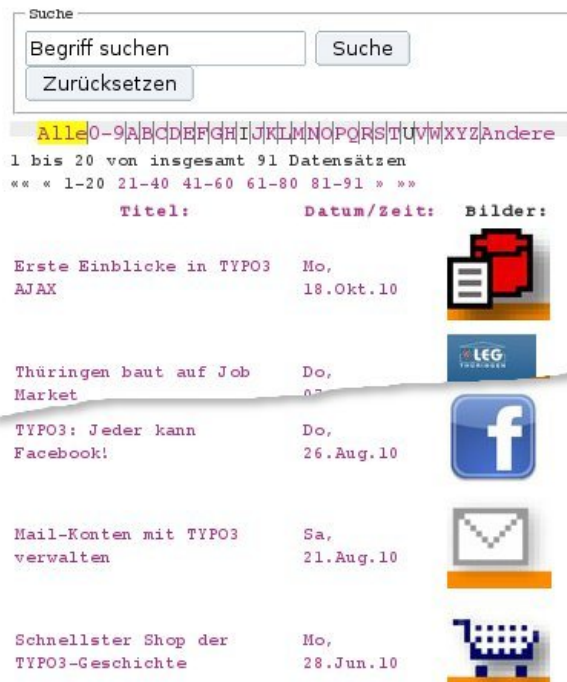 Suche
Begriff suchen Suche
Zurücksetzen
Alle|0-9|A|B|C|D|E|F|G|H|I|J|K|L|M|N|O|P|Q|R|S|T|U|V|W|X|Y|Z|Andere
1 bis 20 von insgesamt 91 Datensätzen
«« « 1-20 21-40 41-60 61-80 81-91 » »»
Titel: Datum/Zeit: Bilder:
Erste Einblicke in TYPO3 Mo,
AJAX 18.Okt.10
LEG
THÜRINGEN
Thüringen baut auf Job Do,
Market
TYPO3: Jeder kann Do,
Facebook! 26.Aug.10
f
Mail-Konten mit TYPO3 Sa,
verwalten 21.Aug.10
Schnellster Shop der Mo,
TYPO3-Geschichte 28.Jun.10